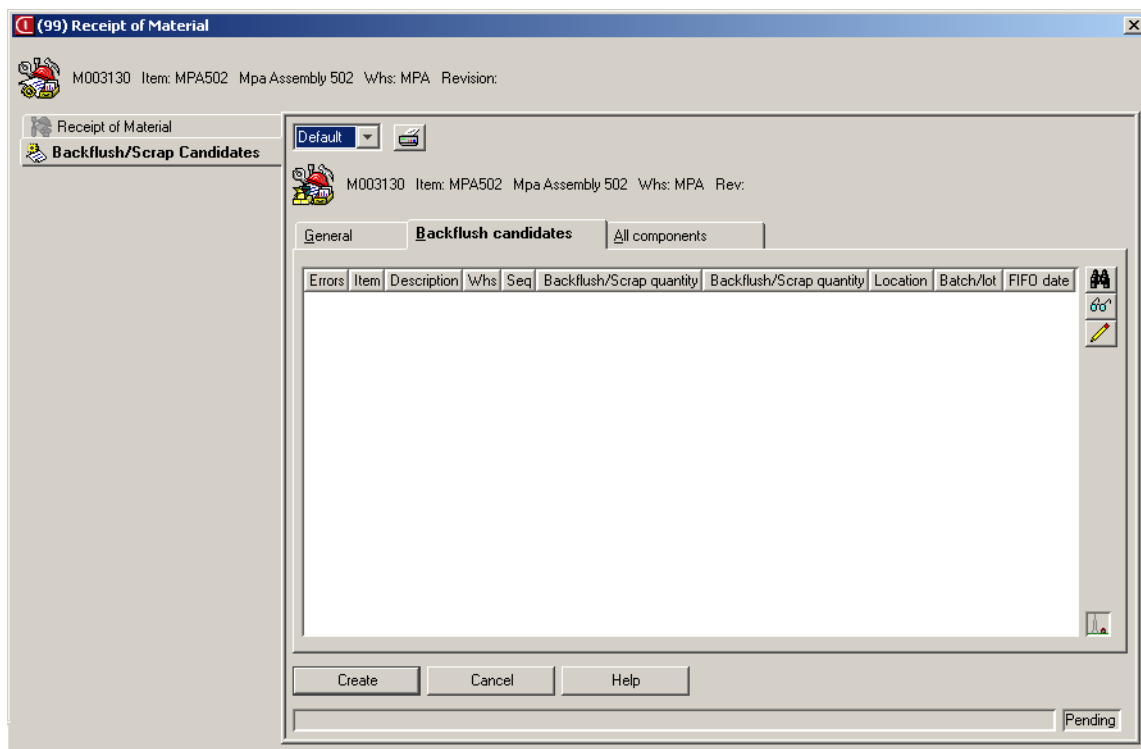 (99) Receipt of Material
M003130 Item: MPA502 Mpa Assembly 502 Whs: MPA Revision:
Receipt of Material
Backflush/Scrap Candidates
Default
M003130 Item: MPA502 Mpa Assembly 502 Whs: MPA Rev:
General Backflush candidates All components
Errors Item Description Whs Seq Backflush/Scrap quantity Backflush/Scrap quantity Location Batch/lot FIFO date
Create Cancel Help
Pending